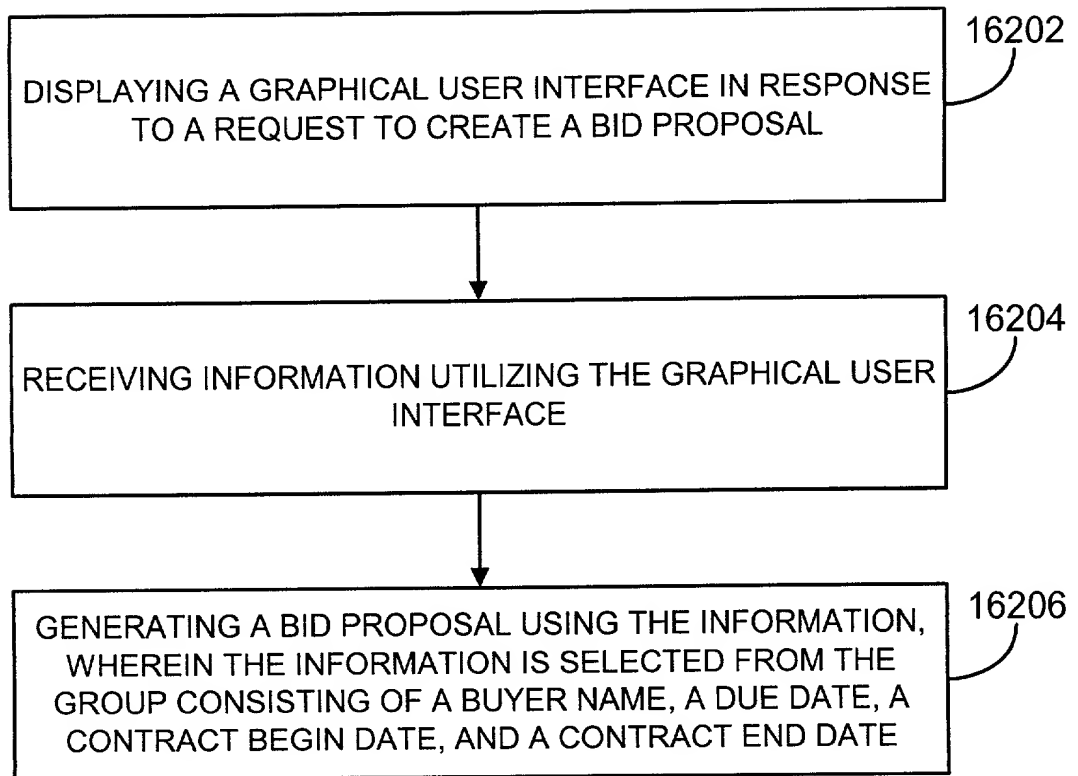 16202
DISPLAYING A GRAPHICAL USER INTERFACE IN RESPONSE
TO A REQUEST TO CREATE A BID PROPOSAL
16204
RECEIVING INFORMATION UTILIZING THE GRAPHICAL USER
INTERFACE
16206
GENERATING A BID PROPOSAL USING THE INFORMATION,
WHEREIN THE INFORMATION IS SELECTED FROM THE
GROUP CONSISTING OF A BUYER NAME, A DUE DATE, A
CONTRACT BEGIN DATE, AND A CONTRACT END DATE